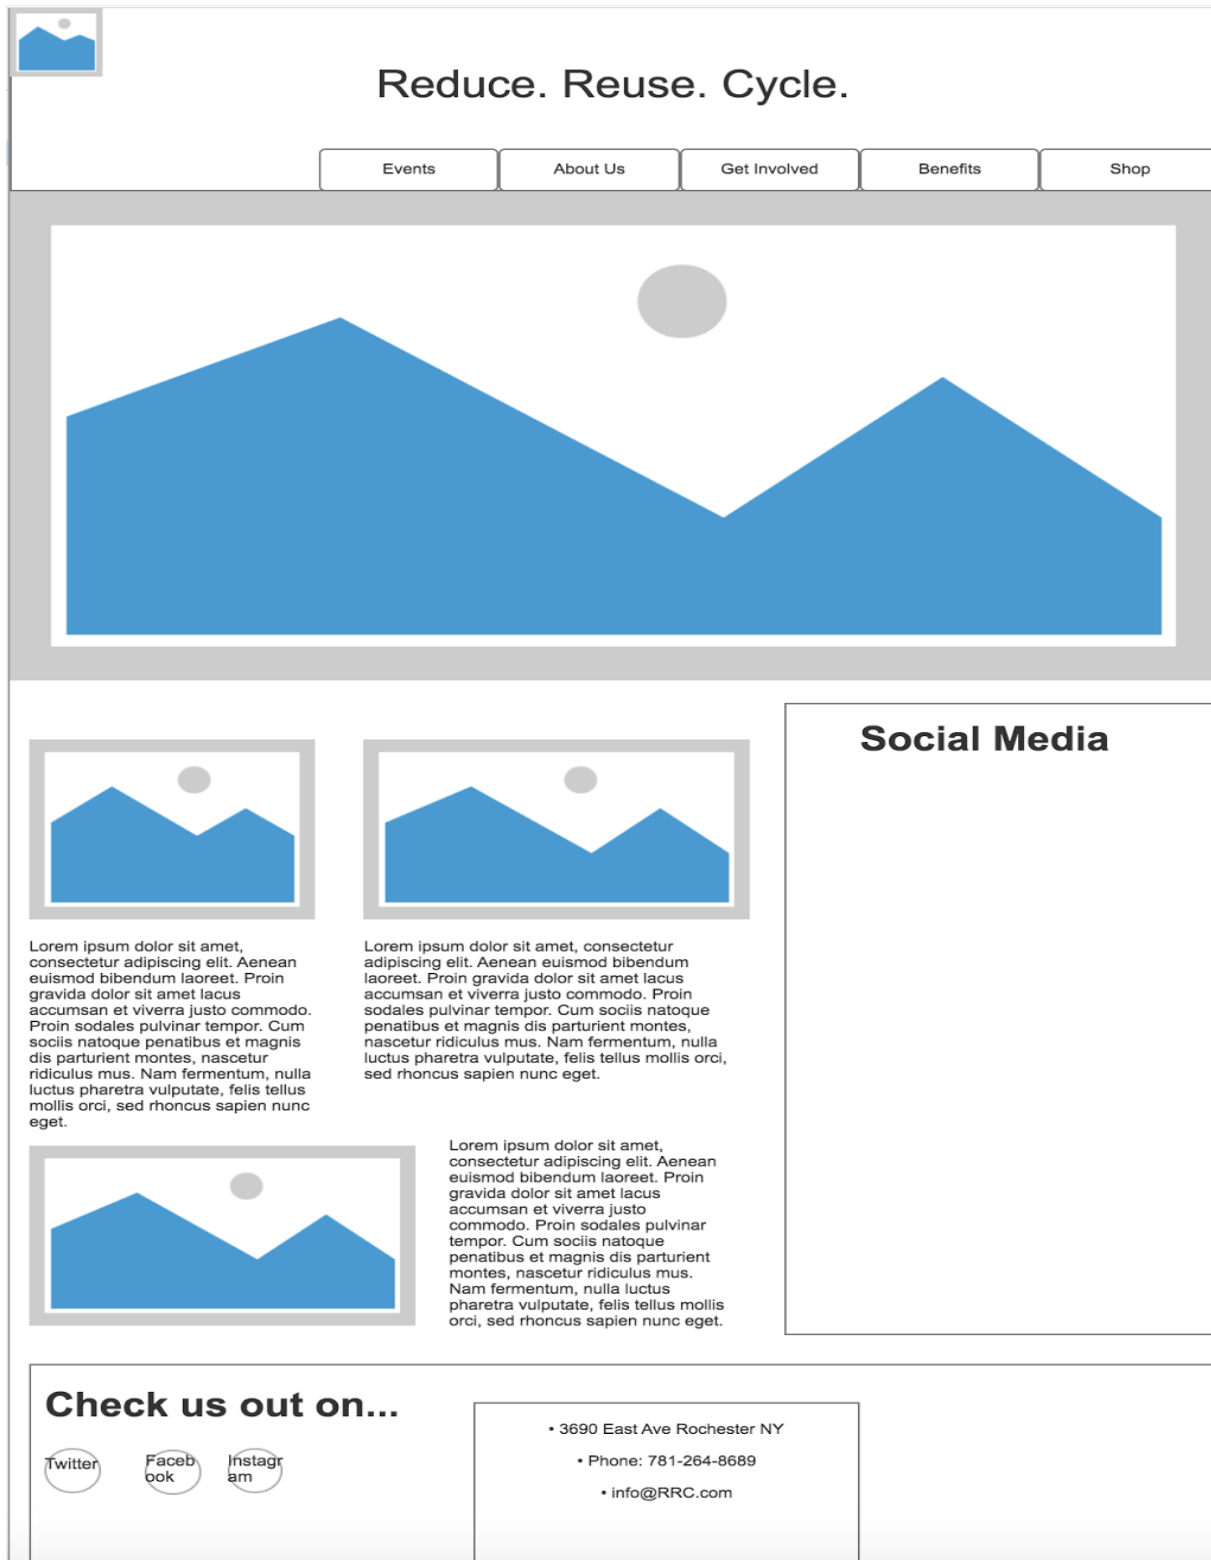 Reduce. Reuse. Cycle.
Events
About Us
Get Involved
Benefits
Shop
Social Media
Lorem ipsum dolor sit amet,
consectetur adipiscing elit. Aenean
euismod bibendum laoreet. Proin
gravida dolor sit amet lacus
accumsan et viverra justo commodo.
Proin sodales pulvinar tempor. Cum
sociis natoque penatibus et magnis
dis parturient montes, nascetur
ridiculus mus. Nam fermentum, nulla
luctus pharetra vulputate, felis tellus
mollis orci, sed rhoncus sapien nunc
eget.
Lorem ipsum dolor sit amet, consectetur
adipiscing elit. Aenean euismod bibendum
laoreet. Proin gravida dolor sit amet lacus
accumsan et viverra justo commodo. Proin
sodales pulvinar tempor. Cum sociis natoque
penatibus et magnis dis parturient montes,
nascetur ridiculus mus. Nam fermentum, nulla
luctus pharetra vulputate, felis tellus mollis orci,
sed rhoncus sapien nunc eget.
Lorem ipsum dolor sit amet,
consectetur adipiscing elit. Aenean
euismod bibendum laoreet. Proin
gravida dolor sit amet lacus
accumsan et viverra justo
commodo. Proin sodales pulvinar
tempor. Cum sociis natoque
penatibus et magnis dis parturient
montes, nascetur ridiculus mus.
Nam fermentum, nulla luctus
pharetra vulputate, felis tellus mollis
orci, sed rhoncus sapien nunc eget.
Check us out on...
Twitter
Faceb
ook
Instagr
am
• 3690 East Ave Rochester NY
• Phone: 781-264-8689
• info@RRC.com